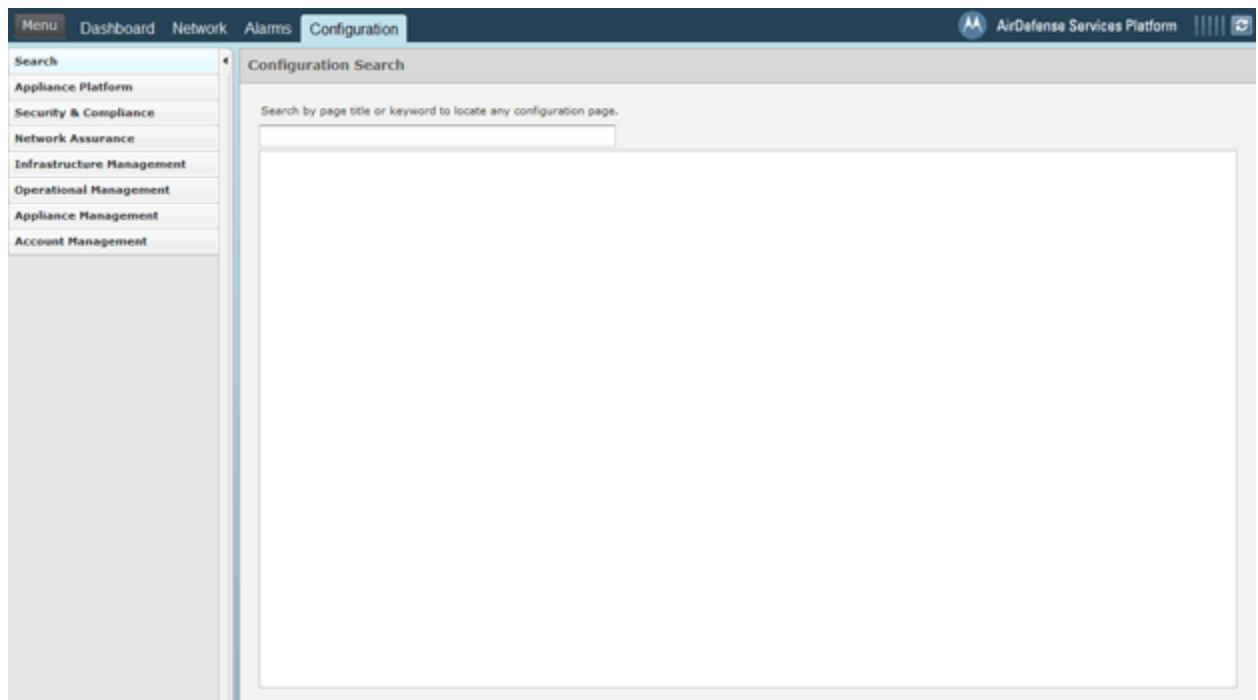 Menu Dashboard Network Alarms Configuration AirDefense Services Platform
Search
Configuration Search
Appliance Platform
Security & Compliance
Search by page title or keyword to locate any configuration page.
Network Assurance
Infrastructure Management
Operational Management
Appliance Management
Account Management